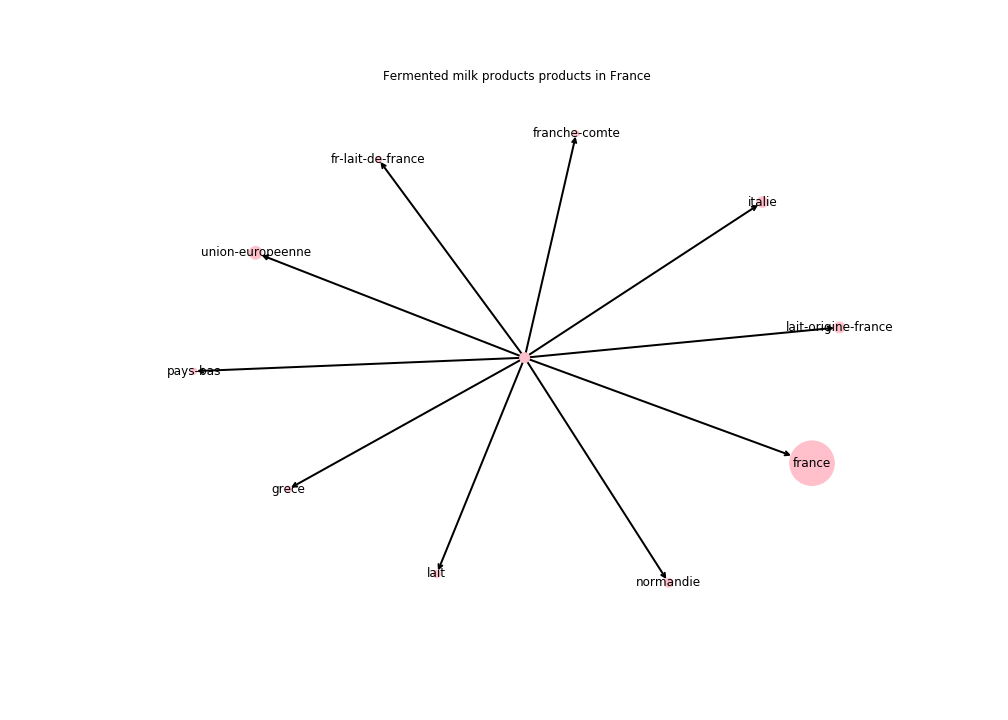 Fermented milk products products in France
franche-comte
fr-lait-de-france
italie
union-europeenne
lait-origine-france
pays-bas
france
grece
lait
normandie